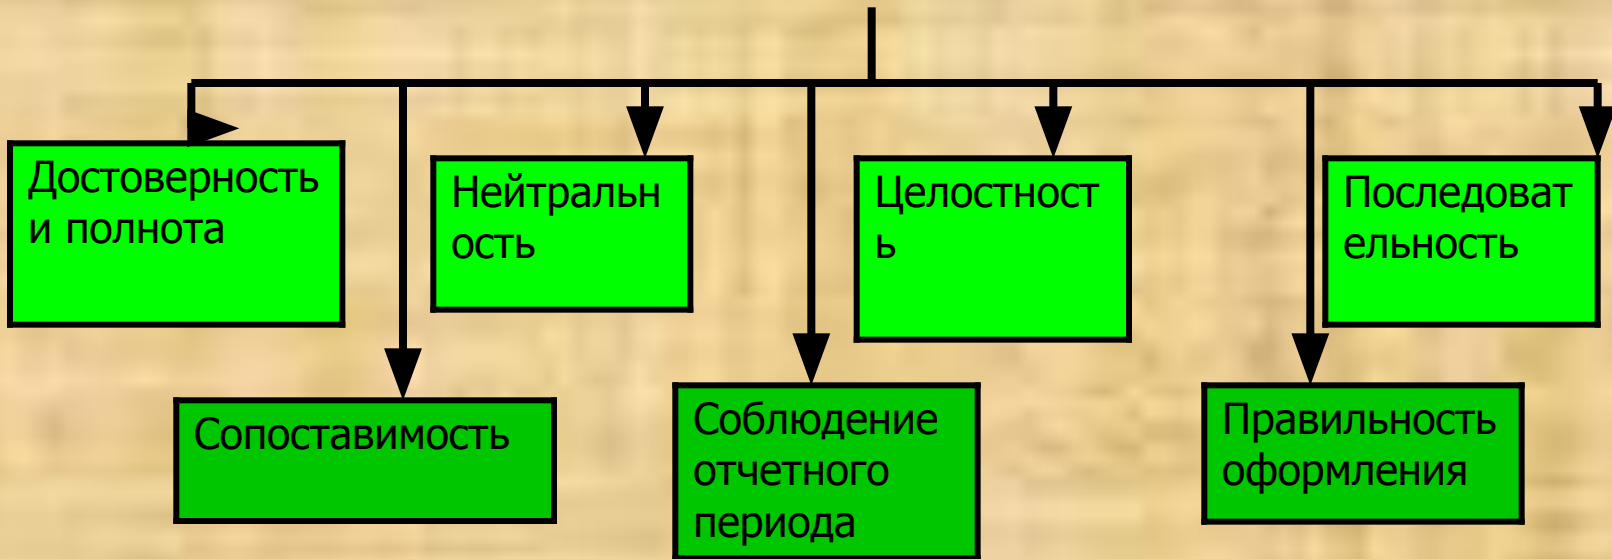 Достоверность
и полнота
Нейтральн
ость
Целостност
ь
Последоват
ельность
Сопоставимость
Соблюдение
отчетного
периода
Правильность
оформления